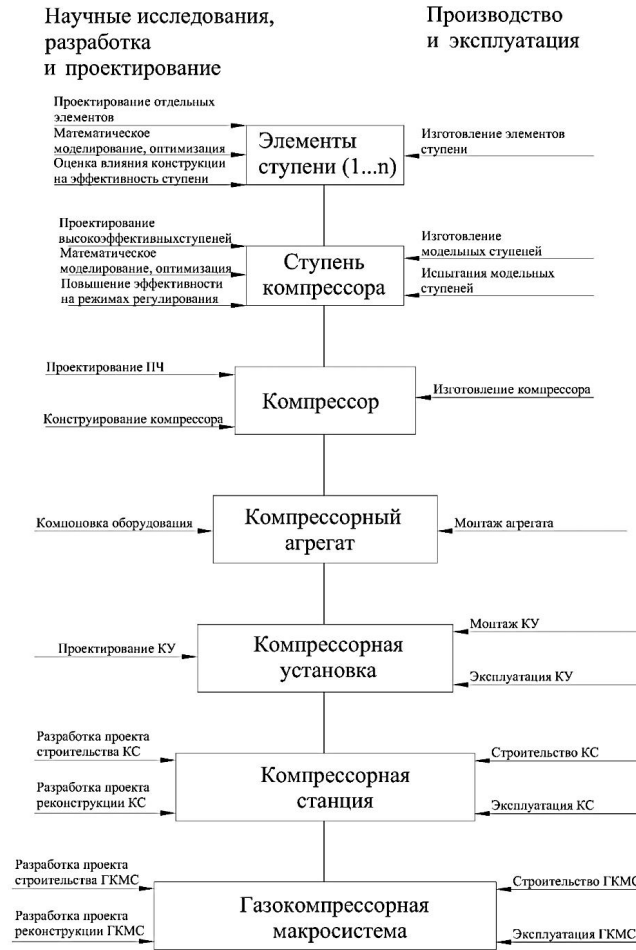 Научные исследования,
разработка
и проектирование
Производство
и эксплуатация
Проектирование отдельных
элементов
Математическое
моделирование, оптимизация
Оценка влияния конструкции
на эффективность ступени
Элементы
ступени (1...n)
Изготовление элементов
ступени
Проектирование
высокоэффективныхступеней
Математическое
моделирование, оптимизация
Повышение эффективности
на режимах регулирования
Ступень
компрессора
Изготовление
модельных ступеней
Испытания модельных
ступеней
Проектирование ПЧ
Конструирование компрессора
Компрессор
Изготовление компрессора
Компоновка оборудования
Компрессорный
агрегат
Монтаж агрегата
Проектирование КУ
Компрессорная
установка
Монтаж КУ
Эксплуатация КУ
Разработка проекта
строительства КС
Разработка проекта
реконструкции КС
Компрессорная
станция
Строительство КС
Эксплуатация КС
Разработка проекта
строительства ГКМС
Разработка проекта
реконструкции ГКМС
Газокомпрессорная
макросистема
Строительство ГКМС
Эксплуатация ГКМС